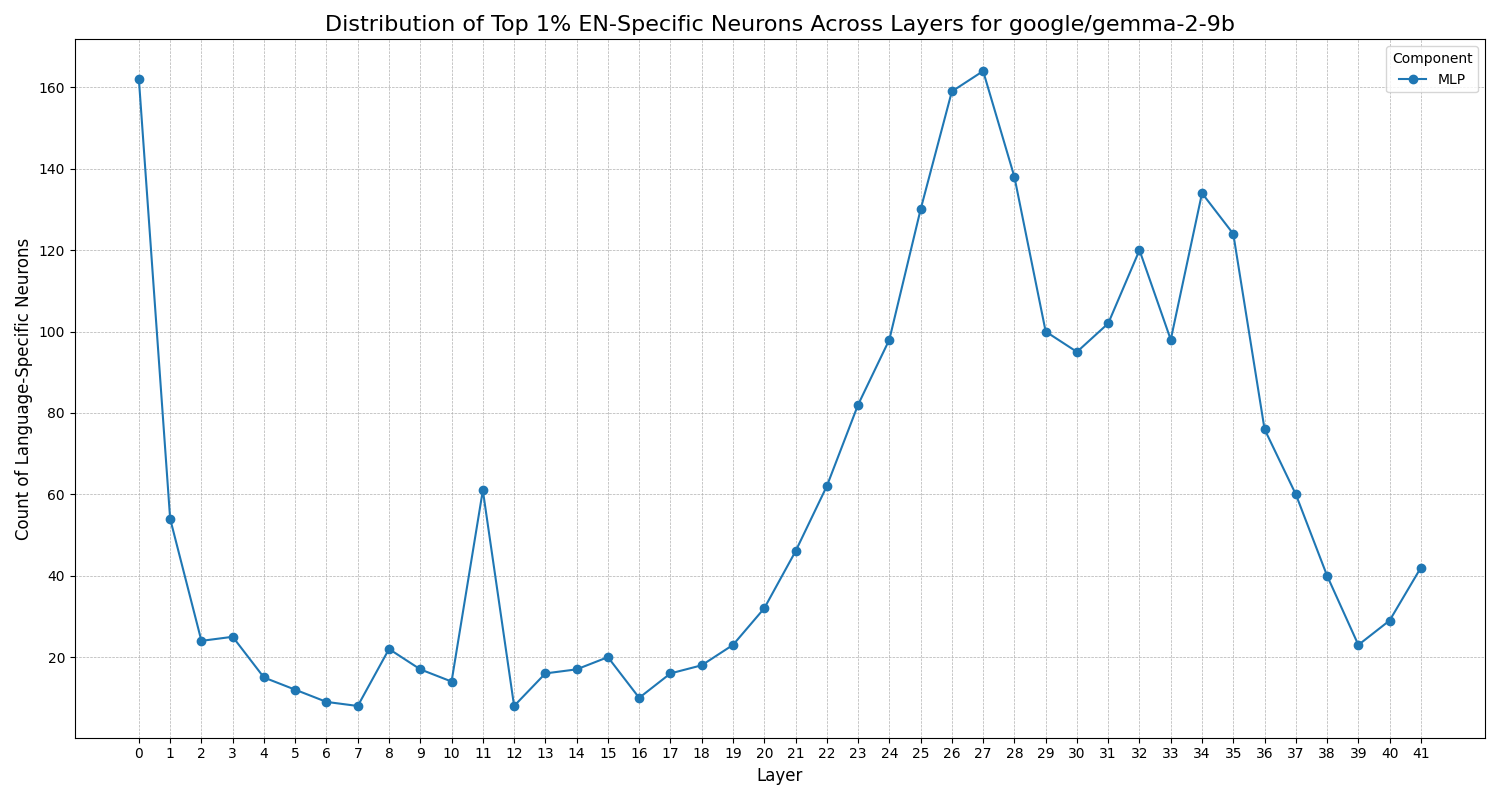 Distribution of Top 1% EN-Specific Neurons Across Layers for google/gemma-2-9b
Component
MLP
Count of Language-Specific Neurons
160
140
120
100
80
60
40
20
0 1 2 3 4 5 6 7 8 9 10 11 12 13 14 15 16 17 18 19 20 21 22 23 24 25 26 27 28 29 30 31 32 33 34 35 36 37 38 39 40 41
Layer